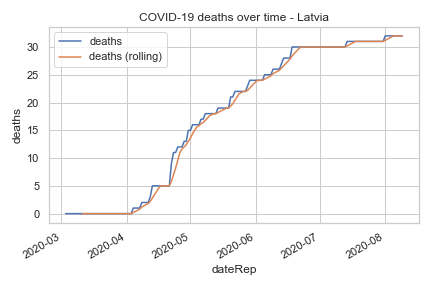 COVID-19 deaths over time - Latvia
deaths
deaths (rolling)
deaths
30
25
20
15
10
5
0
2020-03
2020-04
2020-05
2020-06
2020-07
2020-08
dateRep